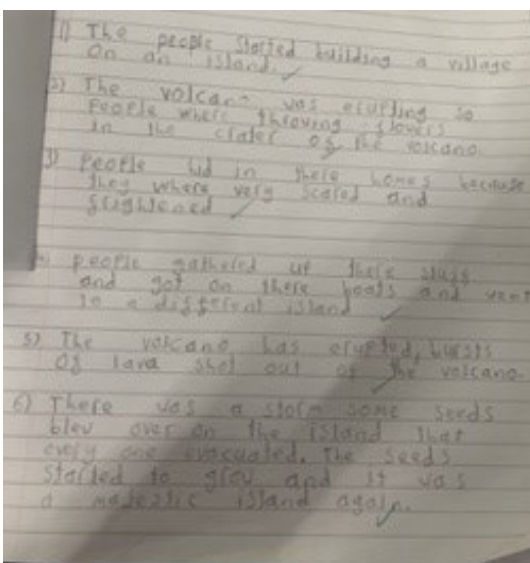 1) The people started building a village
on an island.
2) The volcano was erupting so
people where throwing flowers
in the crater of the volcano.
3) People hid in there homes because
they where very scared and
frightened
4) people gathered up there stuff
and got on there boats and went
to a different island
5) The volcano has erupted, bursts
of lava shot out of the volcano.
6) There was a storm some seeds
blew over on the island that
every one evacuated. The seeds
started to grew and it was
a majestic island again.